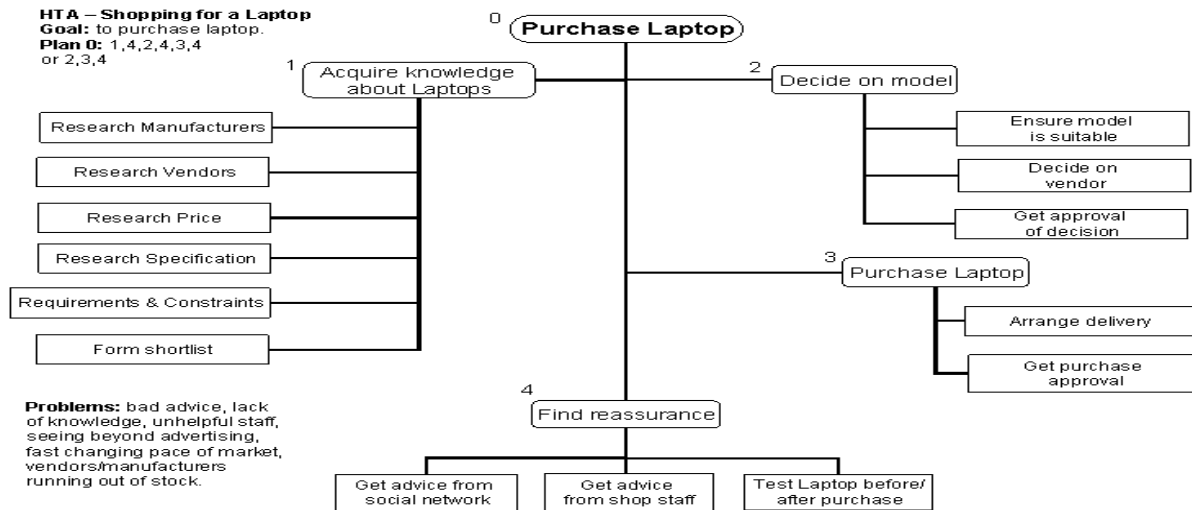 HTA – Shopping for a Laptop
Goal: to purchase laptop.
Plan 0: 1,4,2,4,3,4
or 2,3,4
0
Purchase Laptop
1
Acquire knowledge
about Laptops
Research Manufacturers
Research Vendors
Research Price
Research Specification
Requirements & Constraints
Form shortlist
2
Decide on model
Ensure model
is suitable
Decide on
vendor
Get approval
of decision
3
Purchase Laptop
Arrange delivery
Get purchase
approval
4
Find reassurance
Get advice from
social network
Get advice
from shop staff
Test Laptop before/
after purchase
Problems: bad advice, lack
of knowledge, unhelpful staff,
seeing beyond advertising,
fast changing pace of market,
vendors/manufacturers
running out of stock.